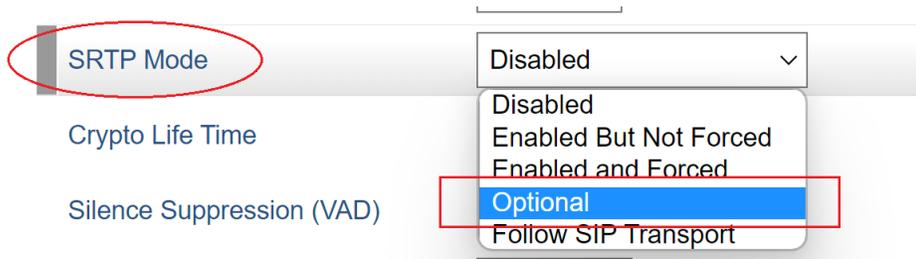 SRTP Mode
Disabled
Disabled
Enabled But Not Forced
Crypto Life Time
Enabled and Forced
Optional
Silence Suppression (VAD)
Follow SIP Transport